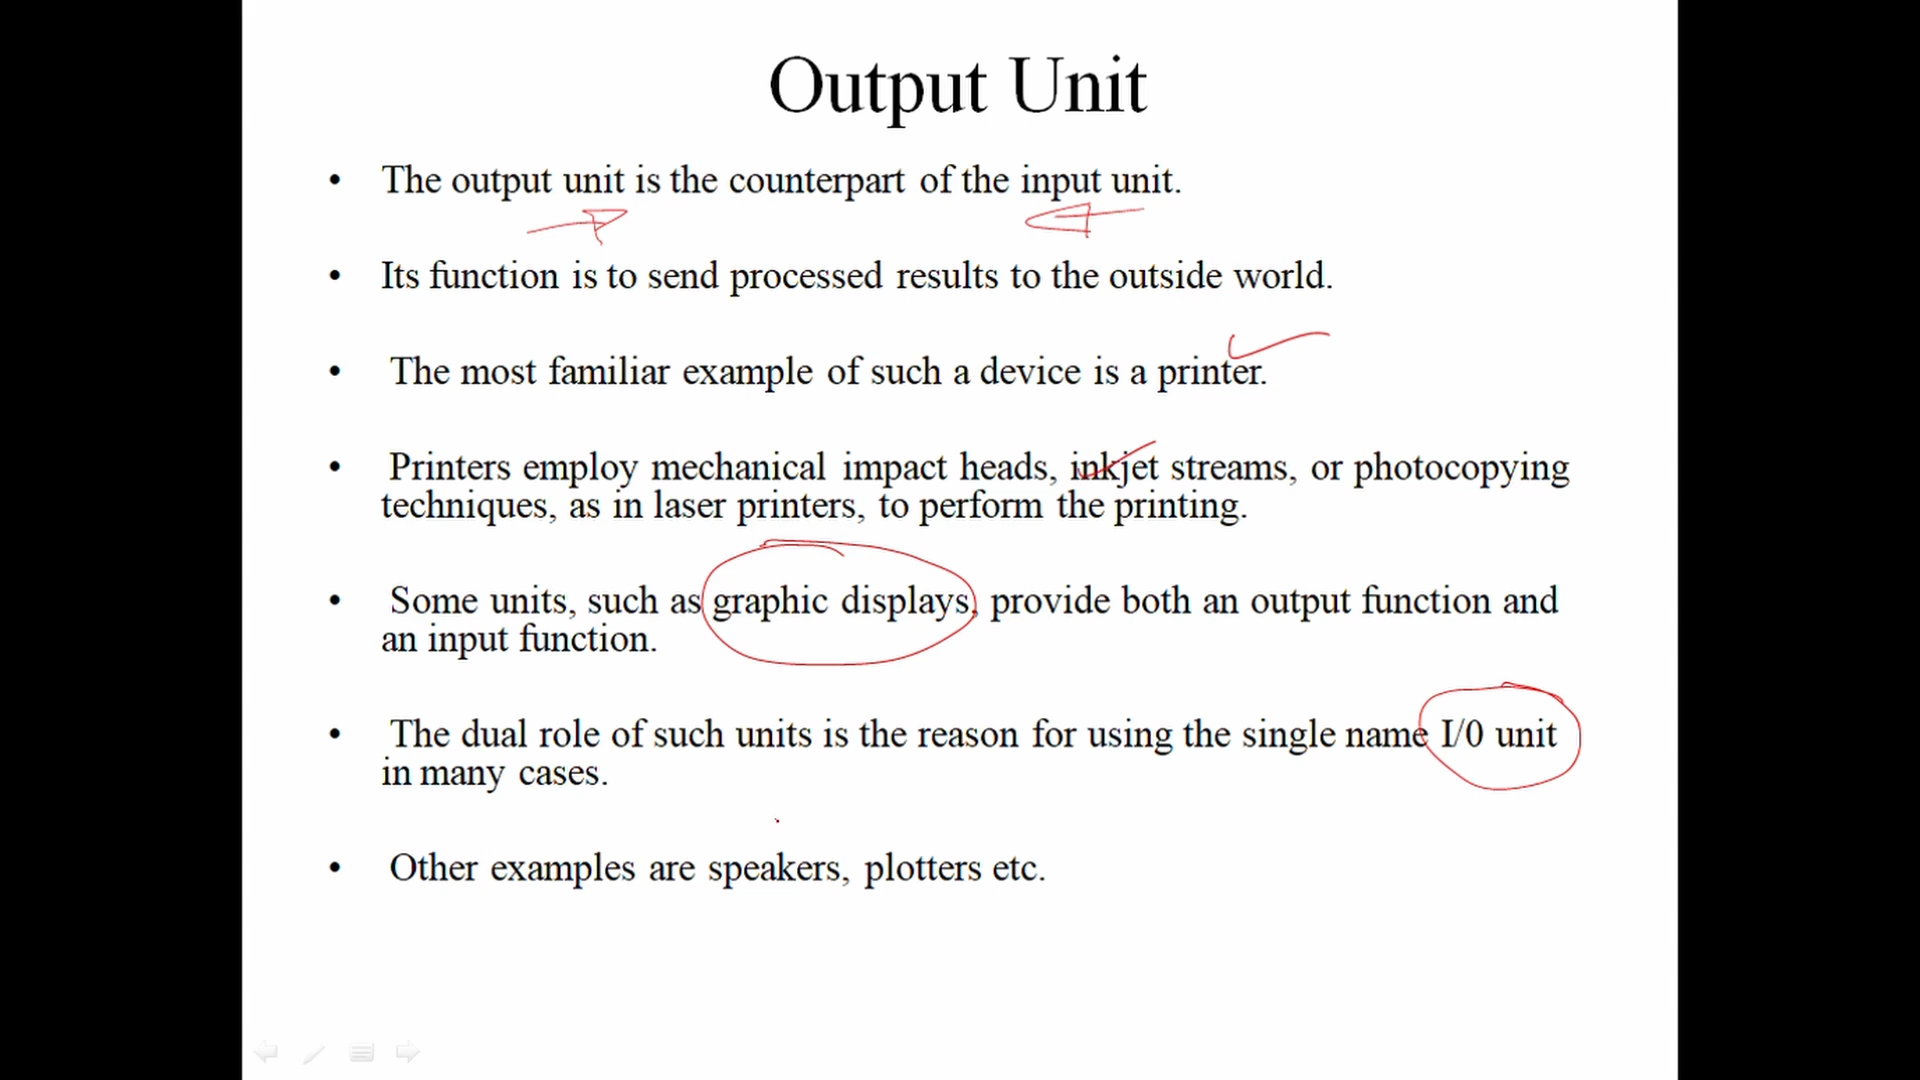 Output Unit
• The output unit is the counterpart of the input unit.
• Its function is to send processed results to the outside world.
• The most familiar example of such a device is a printer.
• Printers employ mechanical impact heads, inkjet streams, or photocopying
techniques, as in laser printers, to perform the printing.
• Some units, such as graphic displays, provide both an output function and
an input function.
• The dual role of such units is the reason for using the single name I/0 unit
in many cases.
• Other examples are speakers, plotters etc.